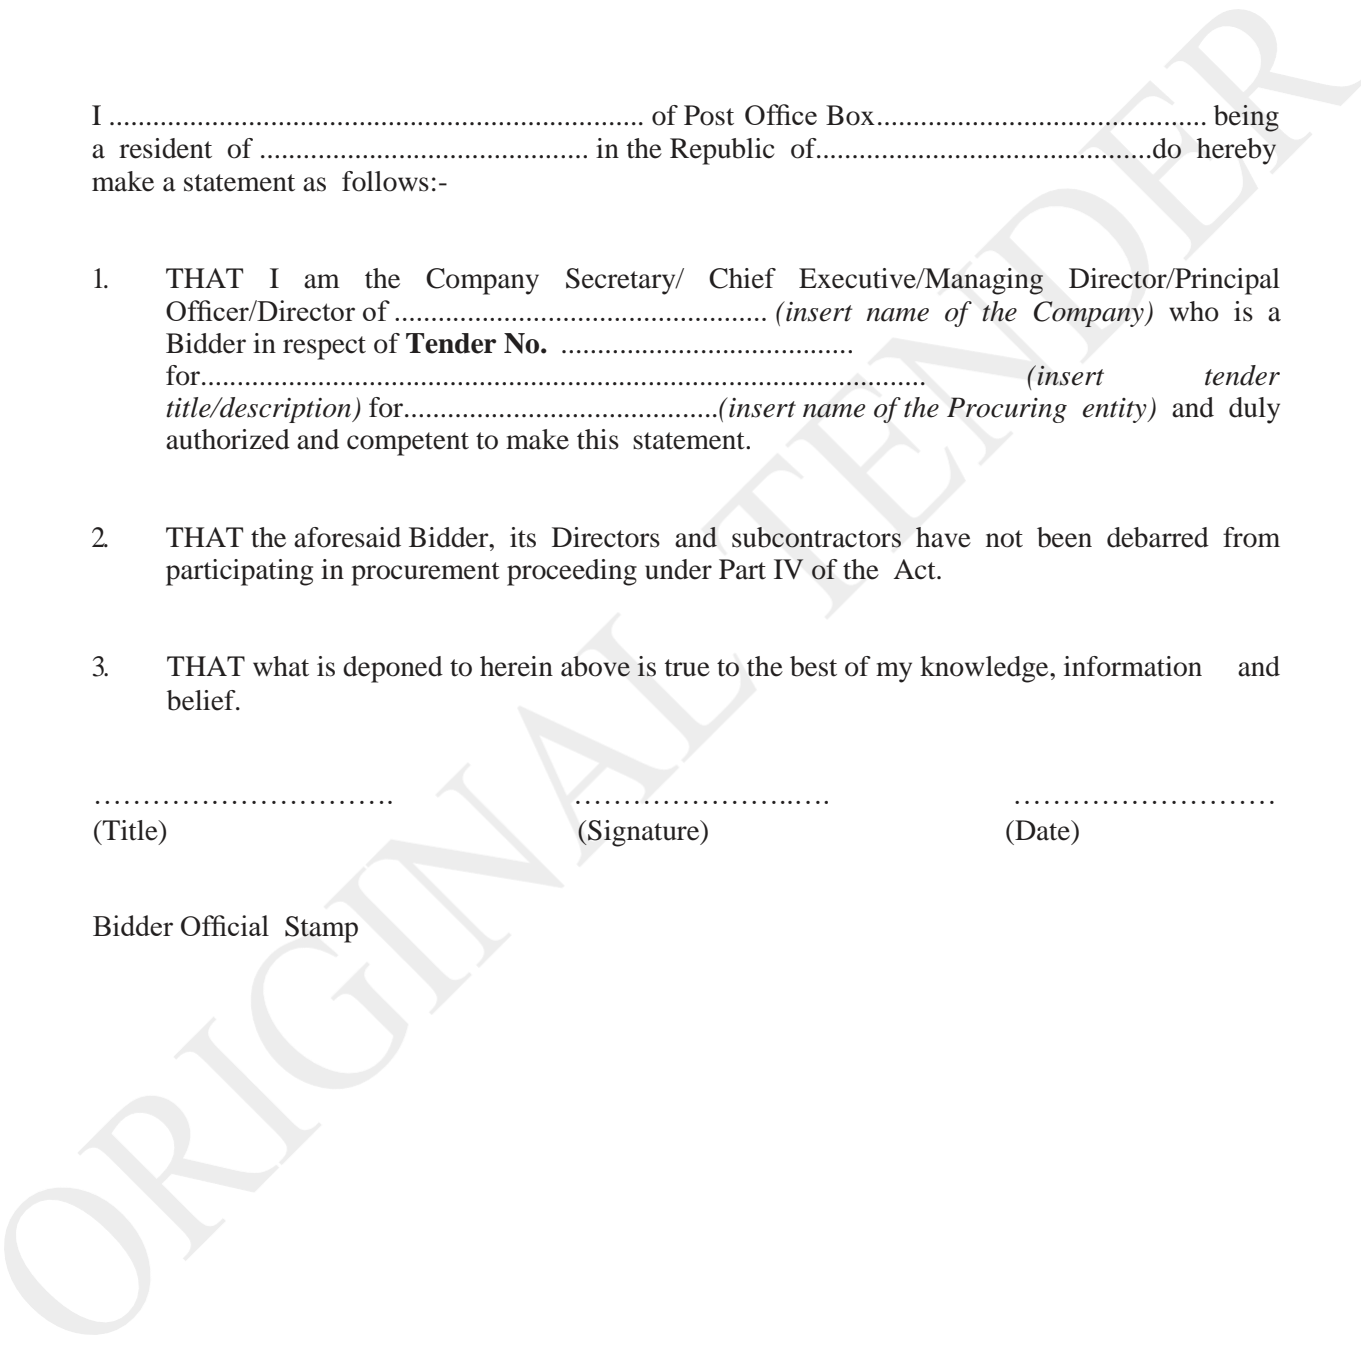 I ......................................................................... of Post Office Box............................................. being
a resident of ............................................. in the Republic of..............................................do hereby
make a statement as follows:-
1. THAT I am the Company Secretary/ Chief Executive/Managing Director/Principal
Officer/Director of ................................................... (insert name of the Company) who is a
Bidder in respect of Tender No. ........................................
for................................................................................................... (insert tender
title/description) for...........................................(insert name of the Procuring entity) and duly
authorized and competent to make this statement.
2. THAT the aforesaid Bidder, its Directors and subcontractors have not been debarred from
participating in procurement proceeding under Part IV of the Act.
3. THAT what is deponed to herein above is true to the best of my knowledge, information and
belief.
…………………………. …………………..…. ………………………
(Title) (Signature) (Date)
Bidder Official Stamp
ORIGINAL TENDER